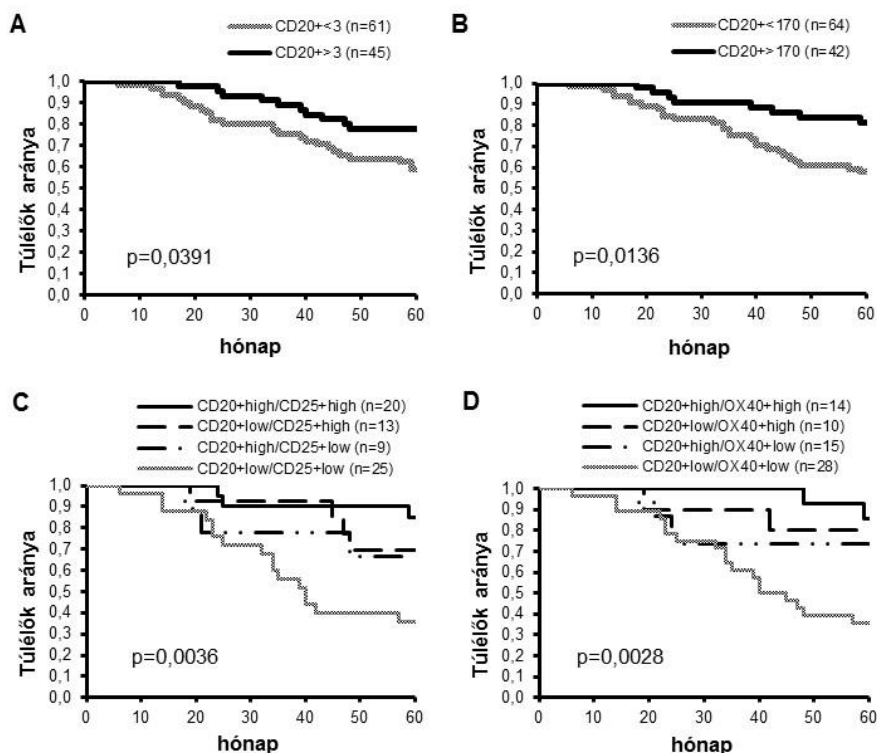 A
CD20+<3 (n=61)
CD20+>3 (n=45)
Túlélők aránya
1,0
0,9
0,8
0,7
0,6
0,5
0,4
0,3
0,2
0,1
0,0
p=0,0391
0 10 20 30 40 50 60
hónap
B
CD20+<170 (n=64)
CD20+>170 (n=42)
Túlélők aránya
1,0
0,9
0,8
0,7
0,6
0,5
0,4
0,3
0,2
0,1
0,0
p=0,0136
0 10 20 30 40 50 60
hónap
C
CD20+high/CD25+high (n=20)
CD20+low/CD25+high (n=13)
CD20+high/CD25+low (n=9)
CD20+low/CD25+low (n=25)
Túlélők aránya
1,0
0,9
0,8
0,7
0,6
0,5
0,4
0,3
0,2
0,1
0,0
p=0,0036
0 10 20 30 40 50 60
hónap
D
CD20+high/OX40+high (n=14)
CD20+low/OX40+high (n=10)
CD20+high/OX40+low (n=15)
CD20+low/OX40+low (n=28)
Túlélők aránya
1,0
0,9
0,8
0,7
0,6
0,5
0,4
0,3
0,2
0,1
0,0
p=0,0028
0 10 20 30 40 50 60
hónap